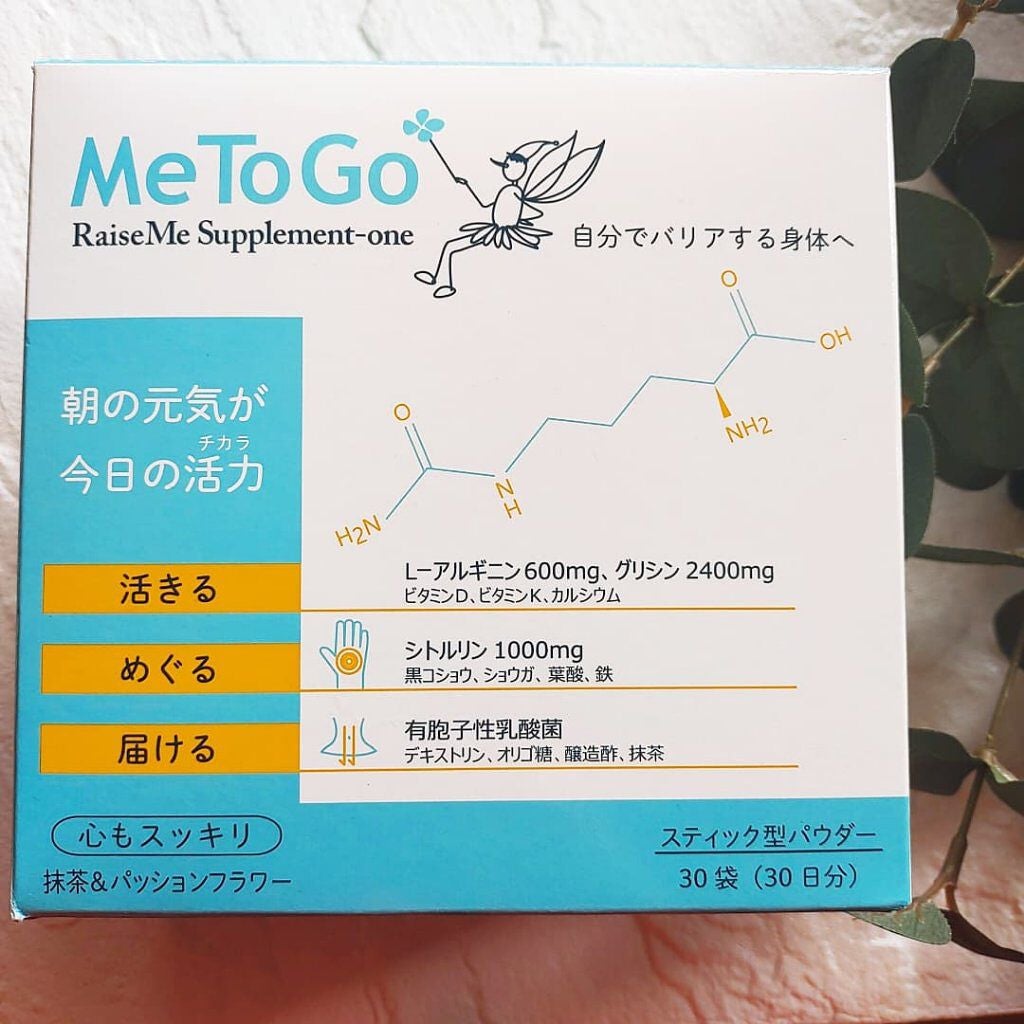 MeToGo
RaiseMe Supplement-one
自分でバリアする身体へ
O
OH
NH2
O
N
H
H2N
朝の元気が
チカラ
今日の活力
活きる
L-アルギニン600mg、グリシン2400mg
ビタミンD、ビタミンK、カルシウム
めぐる
シトルリン 1000mg
黒コショウ、ショウガ、葉酸、鉄
届ける
有胞子性乳酸菌
デキストリン、オリゴ糖、醸造酢、抹茶
心もスッキリ
抹茶&パッションフラワー
スティック型パウダー
30袋(30日分)